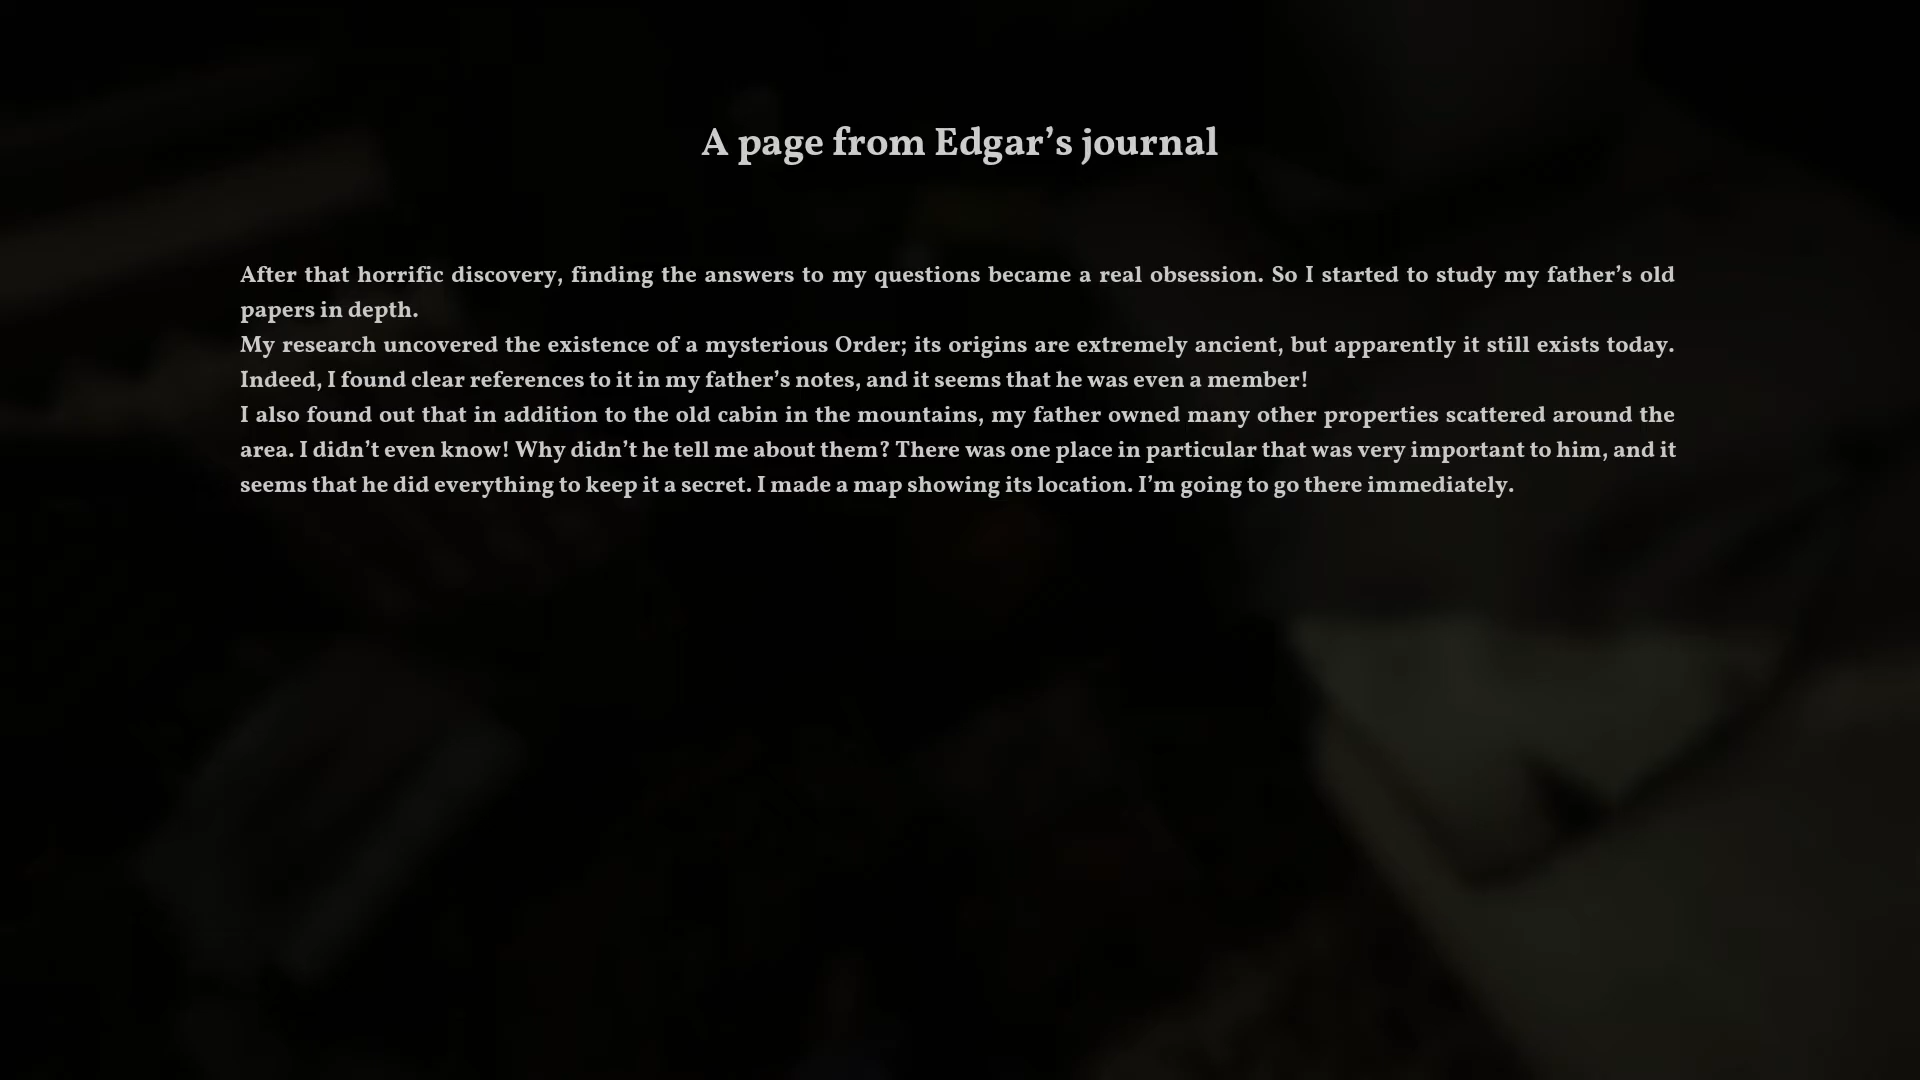 A page from Edgar’s journal
After that horrific discovery, finding the answers to my questions became a real obsession. So I started to study my father’s old
papers in depth.
My research uncovered the existence of a mysterious Order; its origins are extremely ancient, but apparently it still exists today.
Indeed, I found clear references to it in my father’s notes, and it seems that he was even a member!
I also found out that in addition to the old cabin in the mountains, my father owned many other properties scattered around the
area. I didn’t even know! Why didn’t he tell me about them? There was one place in particular that was very important to him, and it
seems that he did everything to keep it a secret. I made a map showing its location. I’m going to go there immediately.